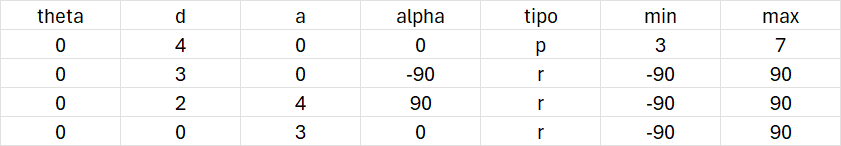 theta d a alpha tipo min max
0 4 0 0 p 3 7
0 3 0 -90 r -90 90
0 2 4 90 r -90 90
0 0 3 0 r -90 90